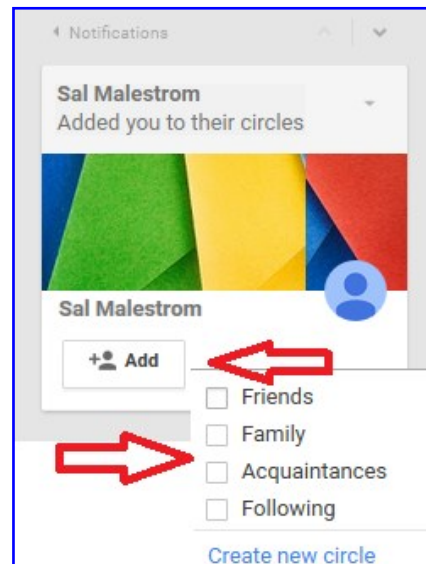 Notifications
Sal Malestrom
Added you to their circles
Sal Malestrom
Add
Friends
Family
Acquaintances
Following
Create new circle